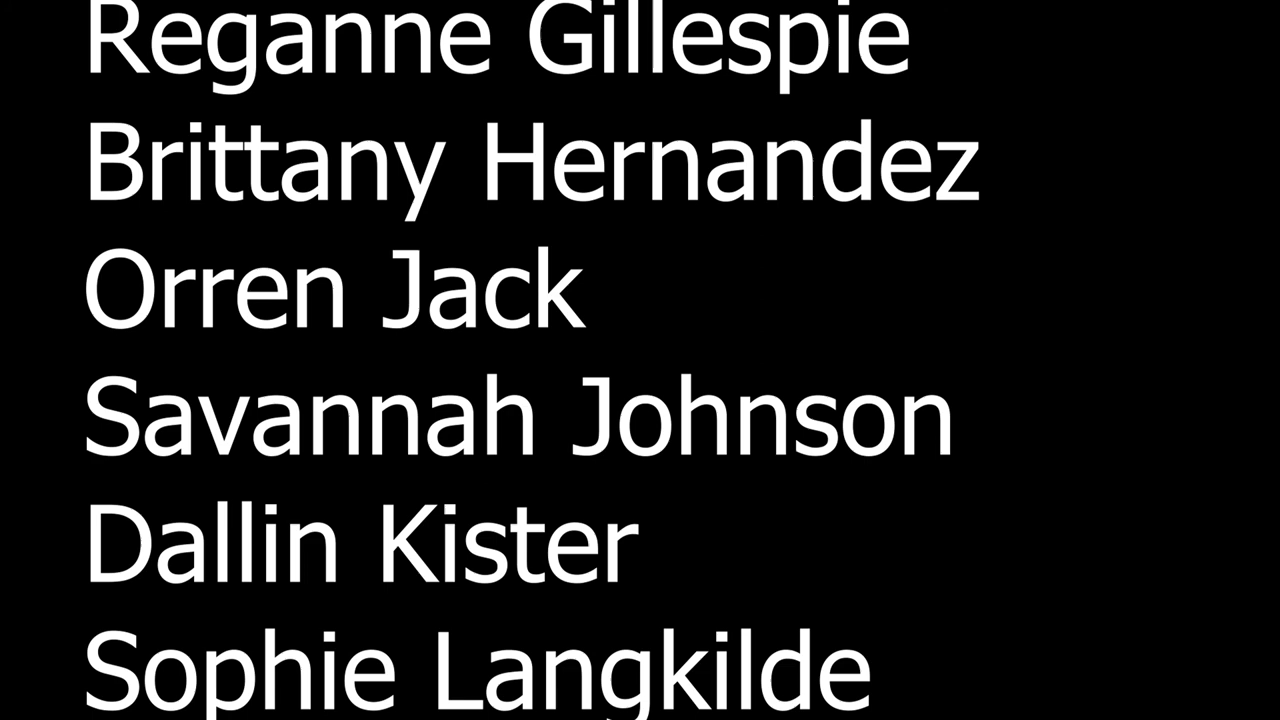 Reganne Gillespie
Brittany Hernandez
Orren Jack
Savannah Johnson
Dallin Kister
Sophie Langkilde